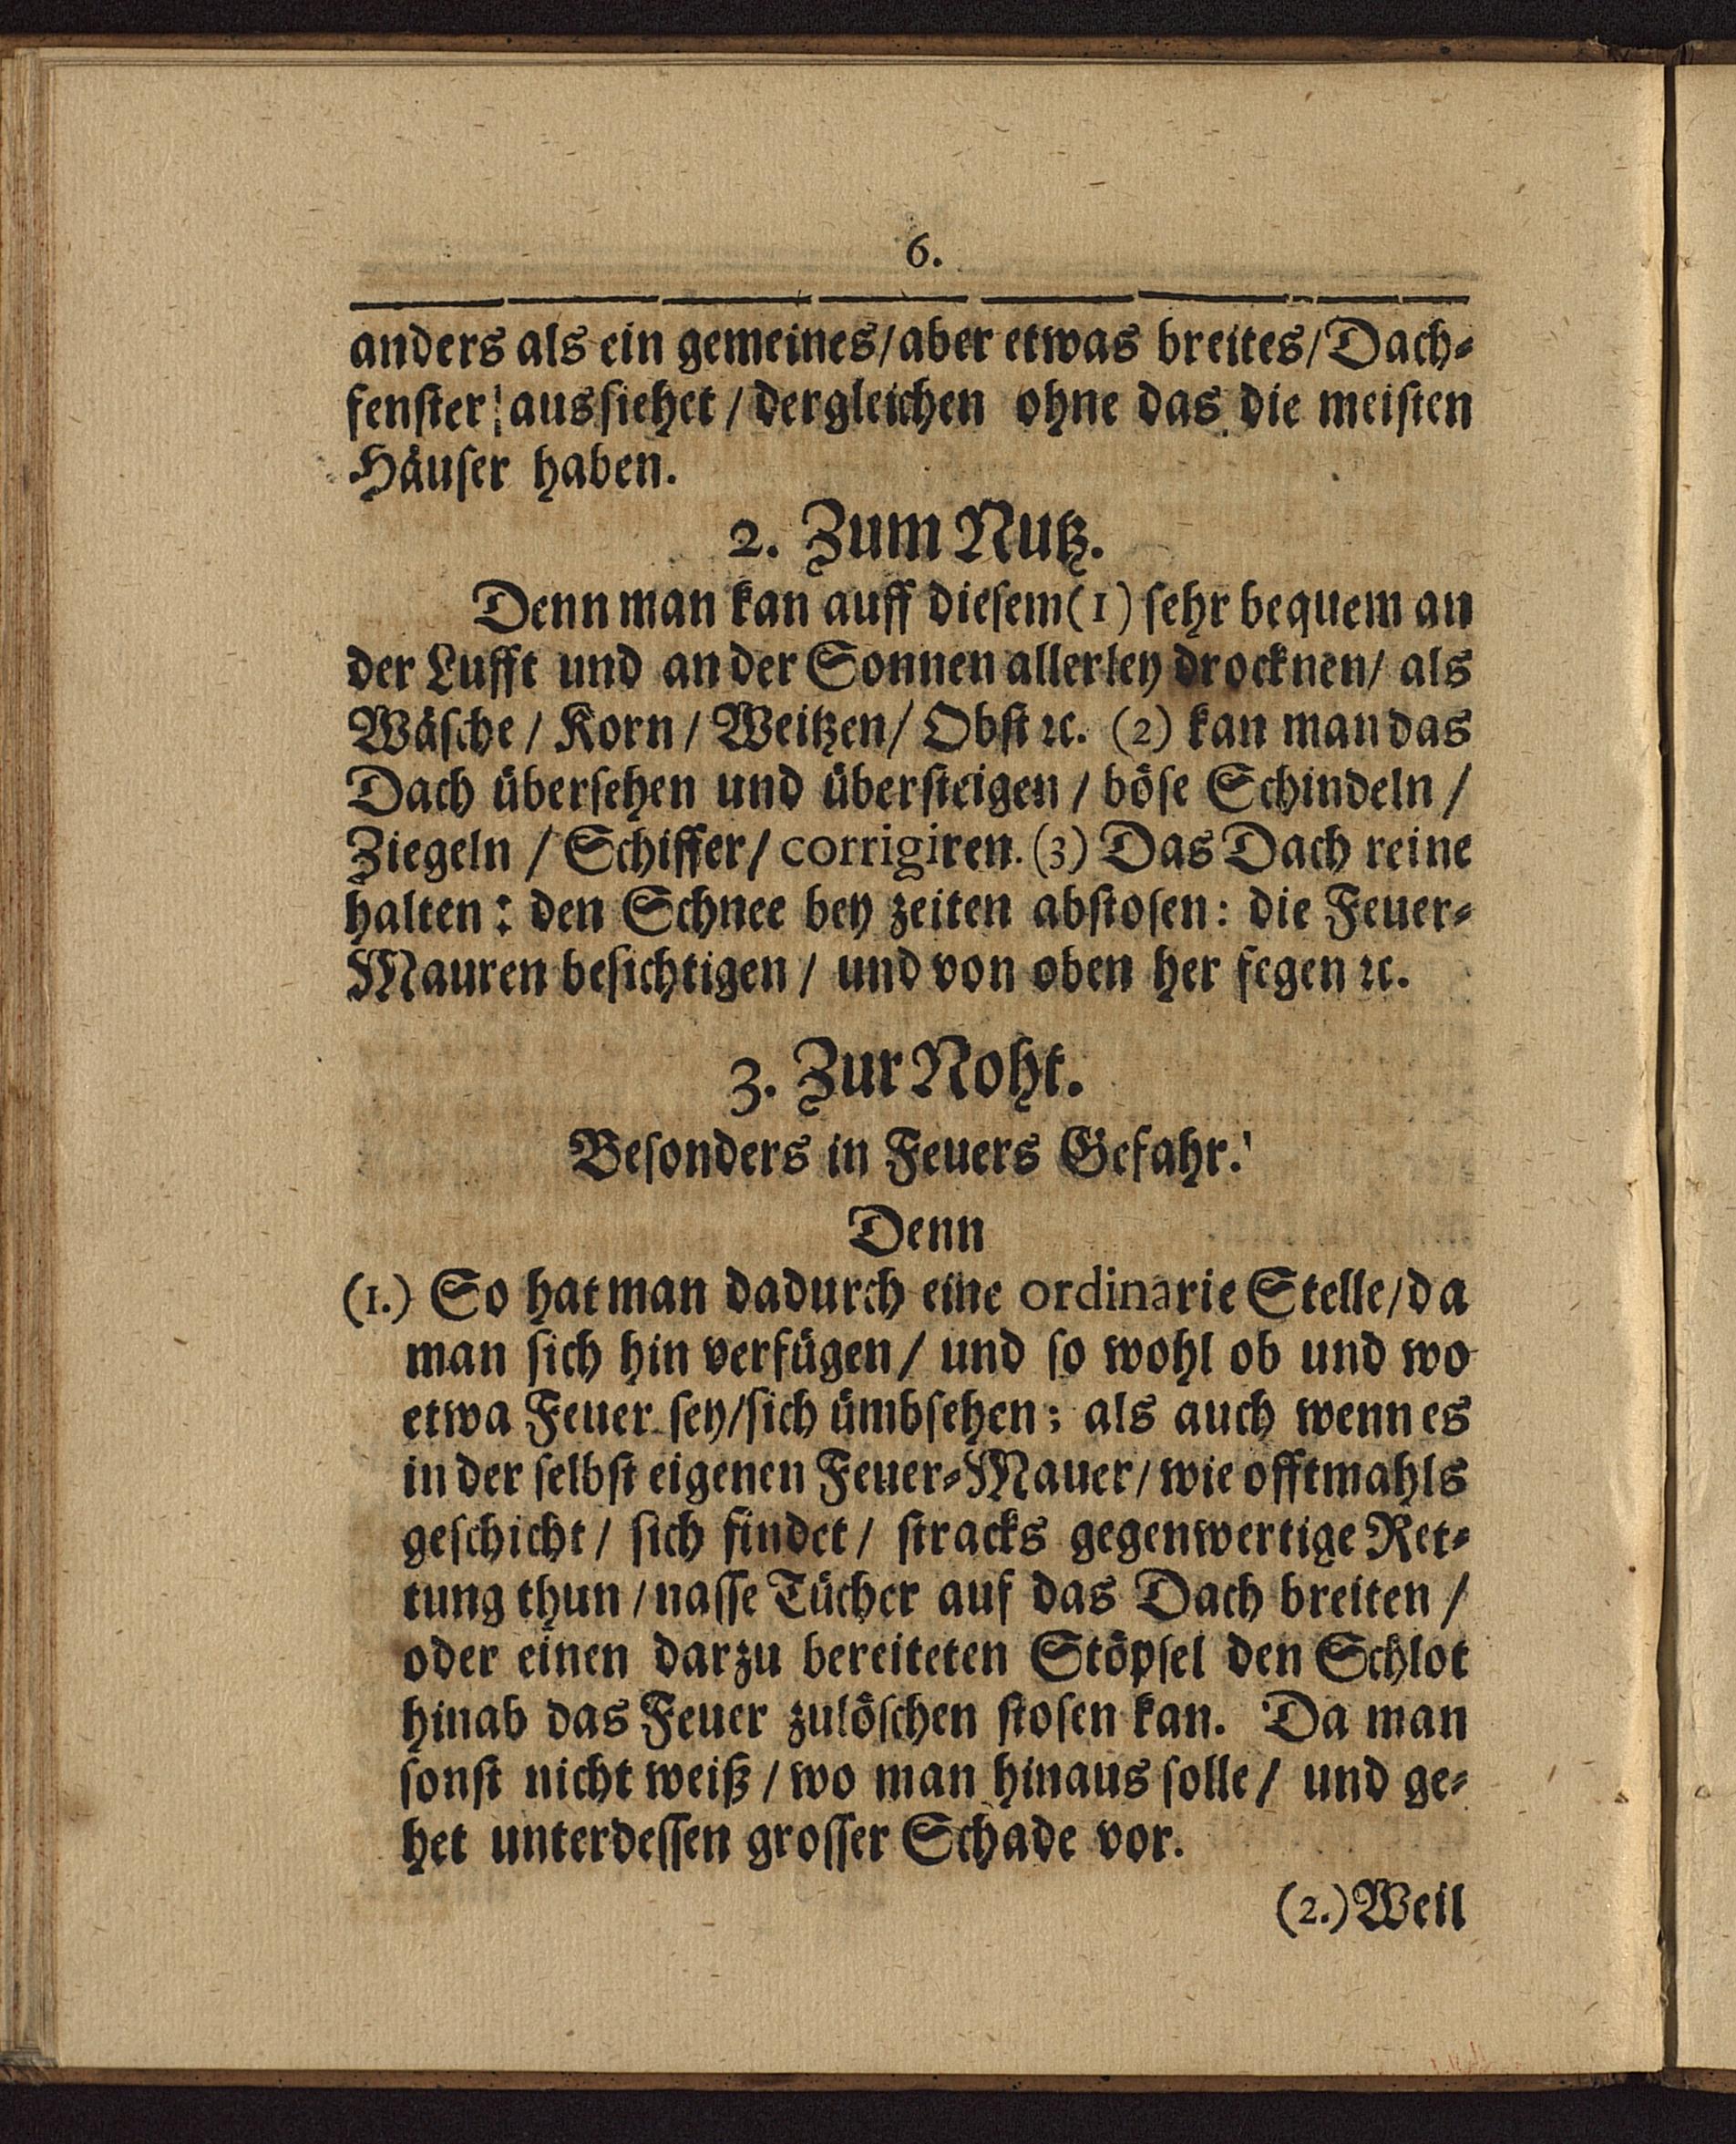 6.
anders als ein gemeines/aber etwas breites/Dach⸗
fenster aussiehet / dergleichen ohne das die meisten
Häuser haben.
2. Zum Nutz.
Denn man kan auff diesem (1) sehr bequem an
der Lufft und an der Sonnen allerley drocknen/ als
Wäsche / Korn / Weitzen/ Obst ꝛc. (2) kan man das
Dach übersehen und übersteigen / böse Schindeln /
Ziegeln / Schiffer/ corrigiren. (3) Das Dach reine
halten: den Schnee bey zeiten abstosen: die Feuer⸗
Mauren besichtigen / und von oben her fegen ꝛc.
3. Zur Noht.
Besonders in Feuers Gefahr.
Denn
(1.) So hat man dadurch eine ordinarie Stelle/da
man sich hin verfügen / und so wohl ob und wo
etwa Feuer sey/sich ümbsehen; als auch wenn es
in der selbst eigenen Feuer⸗Mauer/ wie offtmahls
geschicht / sich findet / stracks gegenwertige Ret⸗
tung thun / nasse Tücher auf das Dach breiten /
oder einen darzu bereiteten Stöpsel den Schlot
hinab das Feuer zulöschen stosen kan. Da man
sonst nicht weiß / wo man hinaus solle / und ge⸗
het unterdessen grosser Schade vor.
(2.) Weil